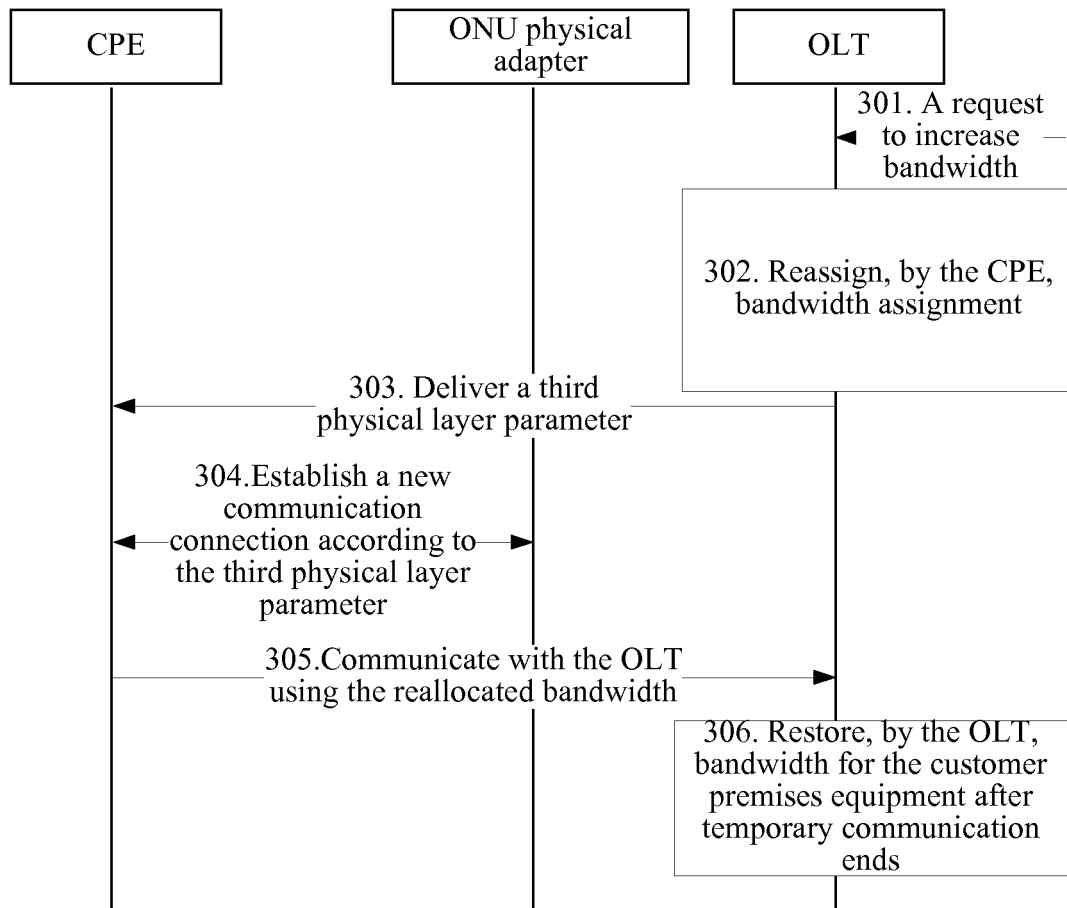 CPE
ONU physical
adapter
OLT
301. A request
to increase
bandwidth
302. Reassign, by the CPE,
bandwidth assignment
303. Deliver a third
physical layer parameter
304.Establish a new
communication
connection according to
the third physical layer
parameter
305.Communicate with the OLT
using the reallocated bandwidth
306. Restore, by the OLT,
bandwidth for the customer
premises equipment after
temporary communication
ends